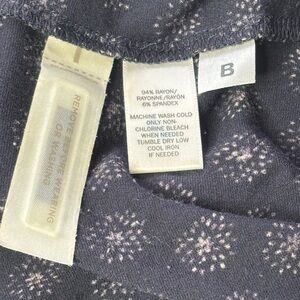 B
94% RAYON/
RAYONNE/RAYÓN
6% SPANDEX
MACHINE WASH COLD
ONLY NON-
CHLORINE BLEACH
WHEN NEEDED
TUMBLE DRY LOW
COOL IRON
IF NEEDED
REMOVE BEFORE WEARING
OR WASHING